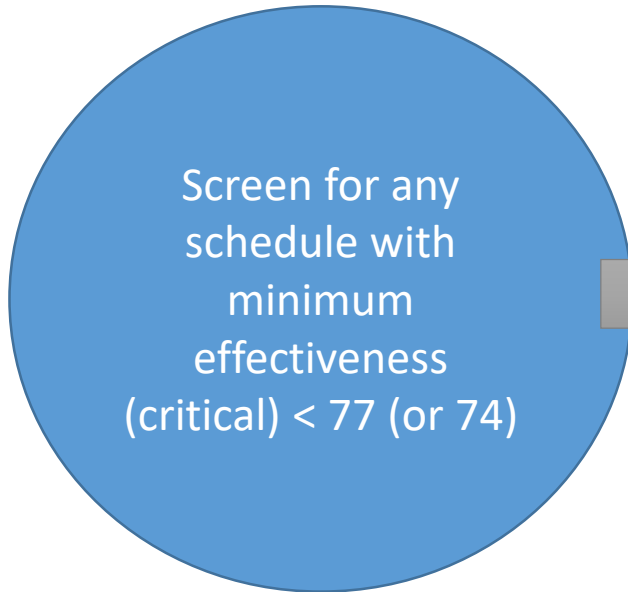 Screen for any
schedule with
minimum
effectiveness
(critical) < 77 (or 74)